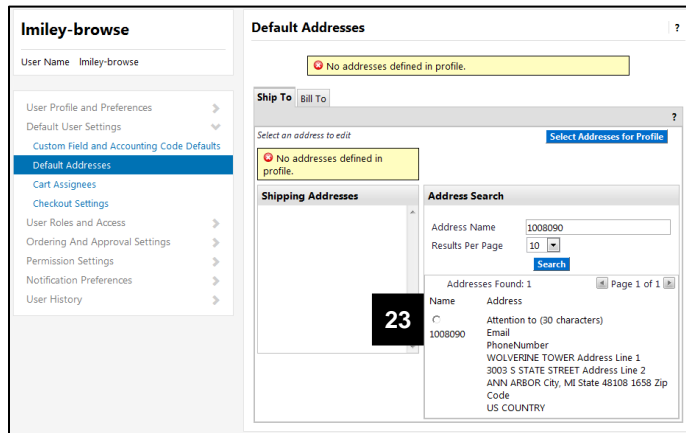 lmiley-browse
User Name lmiley-browse
User Profile and Preferences
Default User Settings
Custom Field and Accounting Code Defaults
Default Addresses
Cart Assignees
Checkout Settings
User Roles and Access
Ordering And Approval Settings
Permission Settings
Notification Preferences
User History
Default Addresses
?
No addresses defined in profile.
Ship To Bill To
?
Select an address to edit
Select Addresses for Profile
No addresses defined in
profile.
Shipping Addresses
Address Search
Address Name 1008090
Results Per Page 10
Search
Addresses Found: 1 Page 1 of 1
Name Address
23
1008090
Attention to (30 characters)
Email
PhoneNumber
WOLVERINE TOWER Address Line 1
3003 S STATE STREET Address Line 2
ANN ARBOR City, MI State 48108 1658 Zip
Code
US COUNTRY